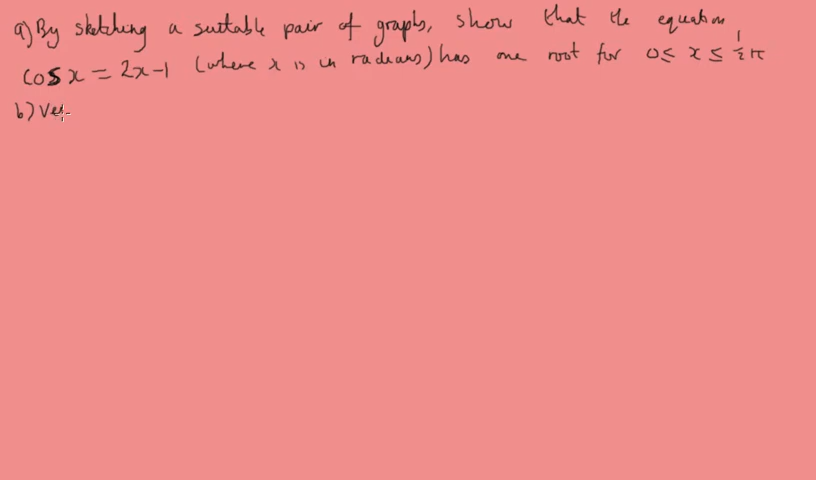 a) By sketching a suitable pair of graphs, show that the equation
cos x = 2x - 1 (where x is in radians) has one root for 0 ≤ x ≤ ½π
b) Ve